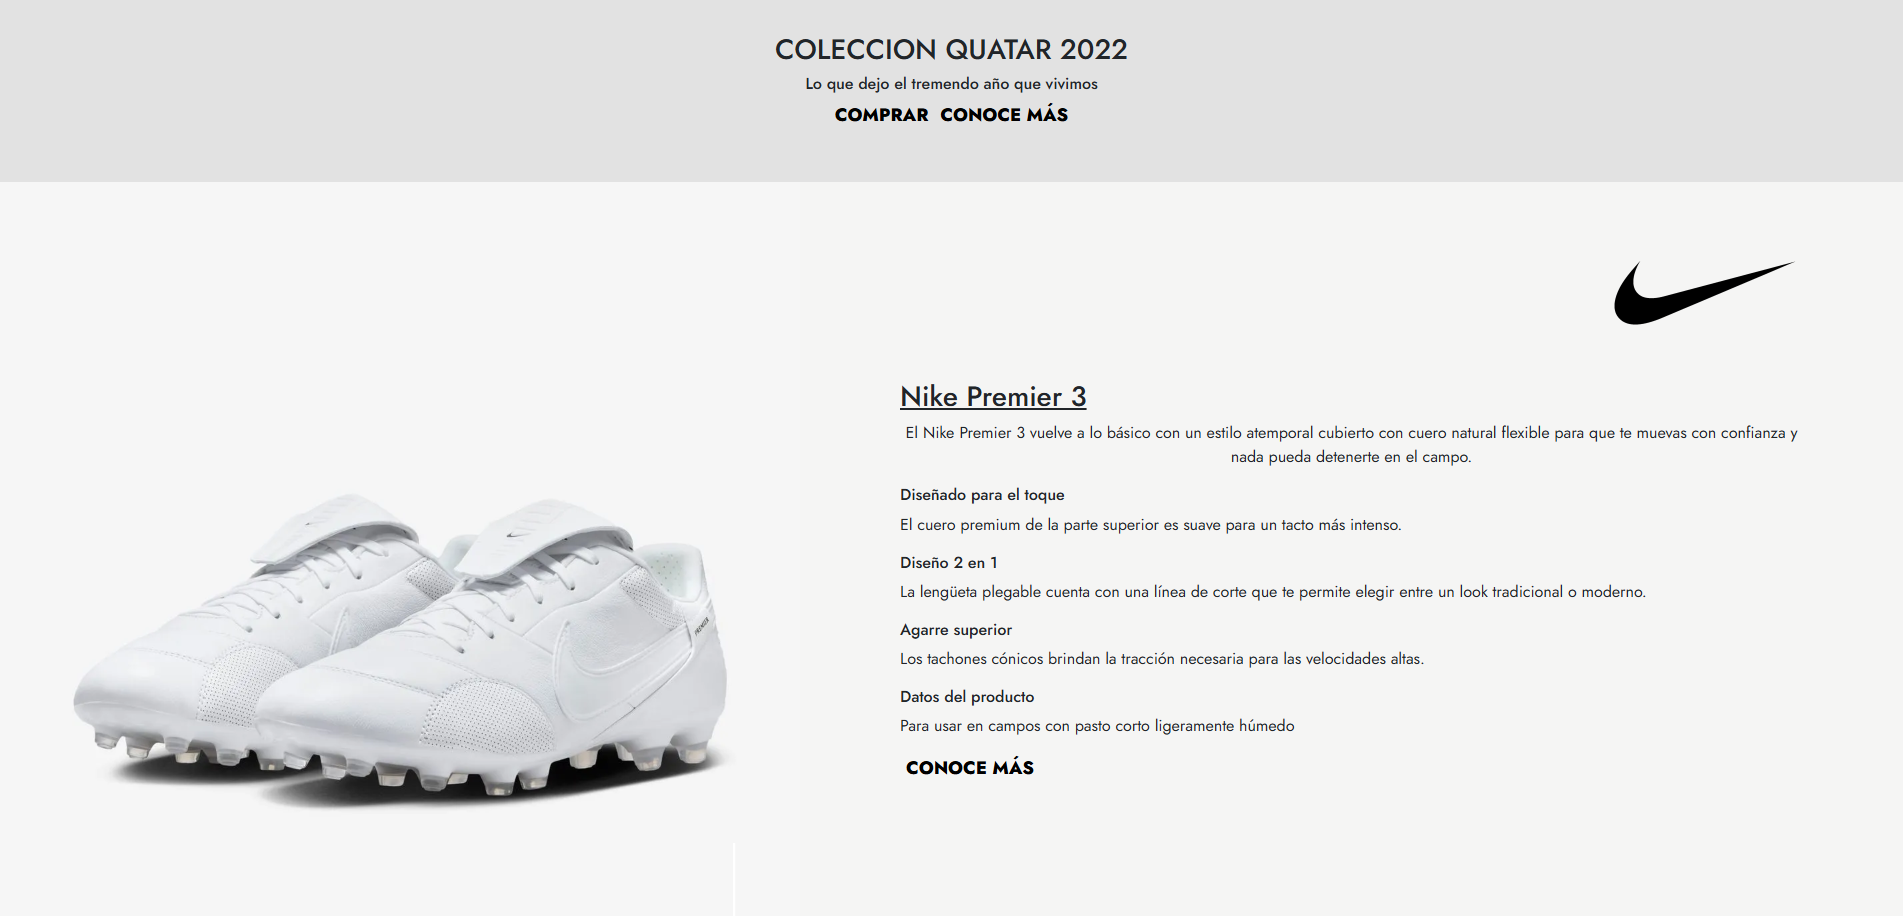 COLECCION QUATAR 2022
Lo que dejo el tremendo año que vivimos
COMPRAR CONOCE MÁS
Nike Premier 3
El Nike Premier 3 vuelve a lo básico con un estilo atemporal cubierto con cuero natural flexible para que te muevas con confianza y
nada pueda detenerte en el campo.
Diseñado para el toque
El cuero premium de la parte superior es suave para un tacto más intenso.
Diseño 2 en 1
La lengüeta plegable cuenta con una línea de corte que te permite elegir entre un look tradicional o moderno.
Agarre superior
Los tachones cónicos brindan la tracción necesaria para las velocidades altas.
Datos del producto
Para usar en campos con pasto corto ligeramente húmedo
CONOCE MÁS
PREMIER